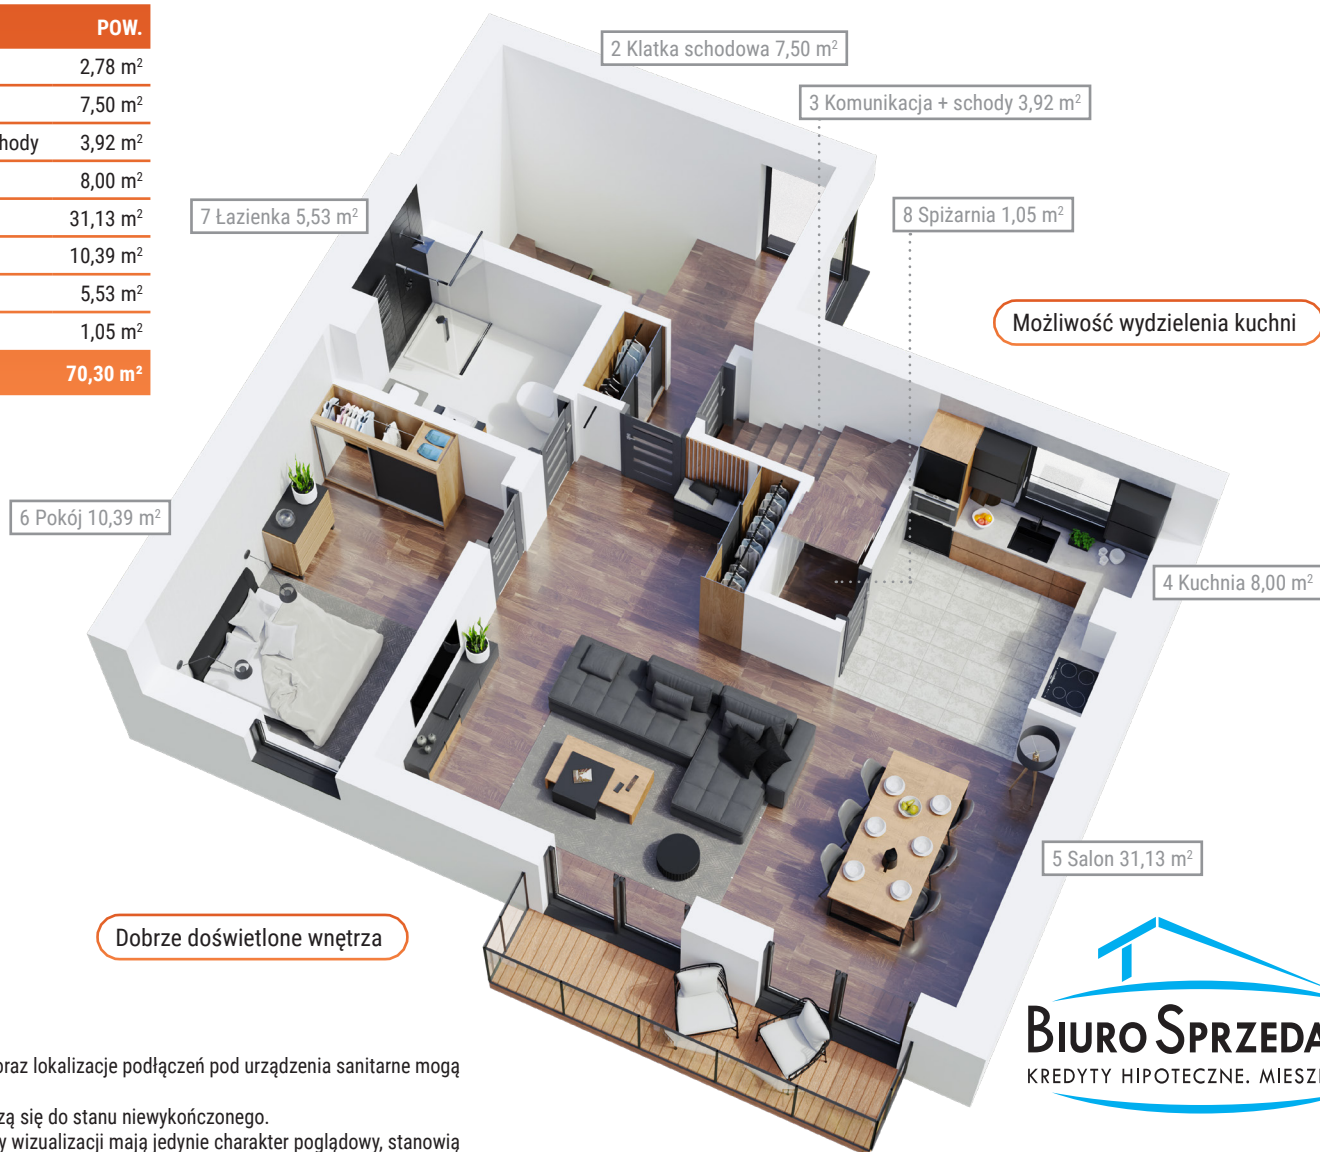 POW.
2,78 m²
7,50 m²
hody 3,92 m²
8,00 m²
31,13 m²
10,39 m²
5,53 m²
1,05 m²
70,30 m²
2 Klatka schodowa 7,50 m²
3 Komunikacja + schody 3,92 m²
7 Łazienka 5,53 m²
8 Spiżarnia 1,05 m²
Możliwość wydzielenia kuchni
6 Pokój 10,39 m²
4 Kuchnia 8,00 m²
5 Salon 31,13 m²
Dobrze doświetlone wnętrza
BIURO SPRZEDA
KREDYTY HIPOTECZNE. MIESZ
oraz lokalizacje podłączeń pod urządzenia sanitarne mogą
zą się do stanu niewykończonego.
y wizualizacji mają jedynie charakter poglądowy, stanowią